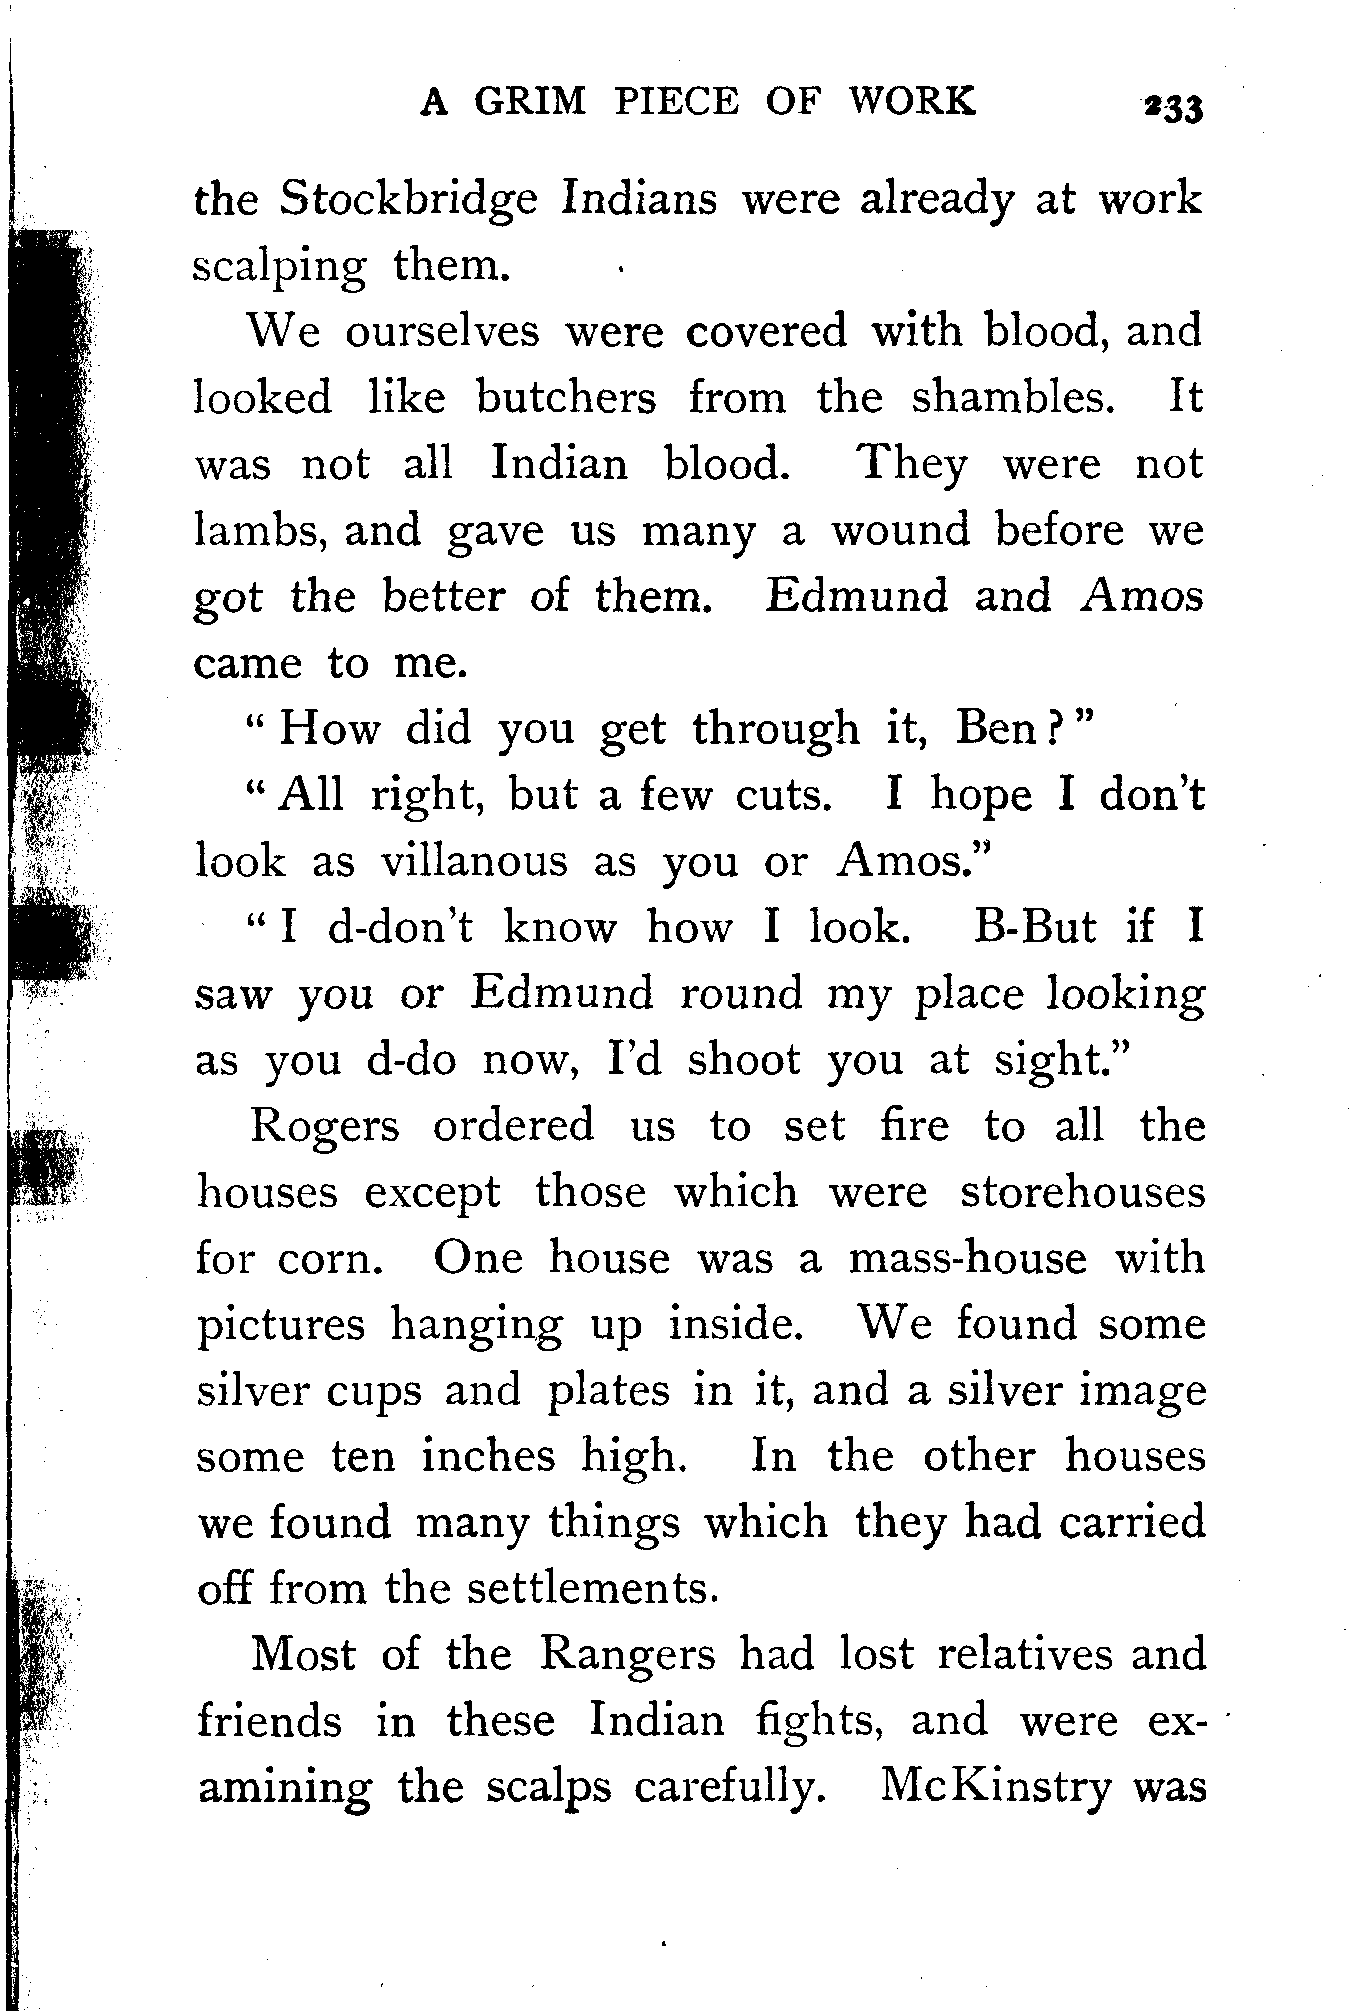 A GRIM PIECE OF WORK 233
the Stockbridge Indians were already at work
scalping them.
We ourselves were covered with blood, and
looked like butchers from the shambles. It
was not all Indian blood. They were not
lambs, and gave us many a wound before we
got the better of them. Edmund and Amos
came to me.
“ How did you get through it, Ben ? ”
“ All right, but a few cuts. I hope I don't
look as villanous as you or Amos.”
“ I d-don't know how I look. B-But if I
saw you or Edmund round my place looking
as you d-do now, I'd shoot you at sight.”
Rogers ordered us to set fire to all the
houses except those which were storehouses
for corn. One house was a mass-house with
pictures hanging up inside. We found some
silver cups and plates in it, and a silver image
some ten inches high. In the other houses
we found many things which they had carried
off from the settlements.
Most of the Rangers had lost relatives and
friends in these Indian fights, and were ex-
amining the scalps carefully. McKinstry was